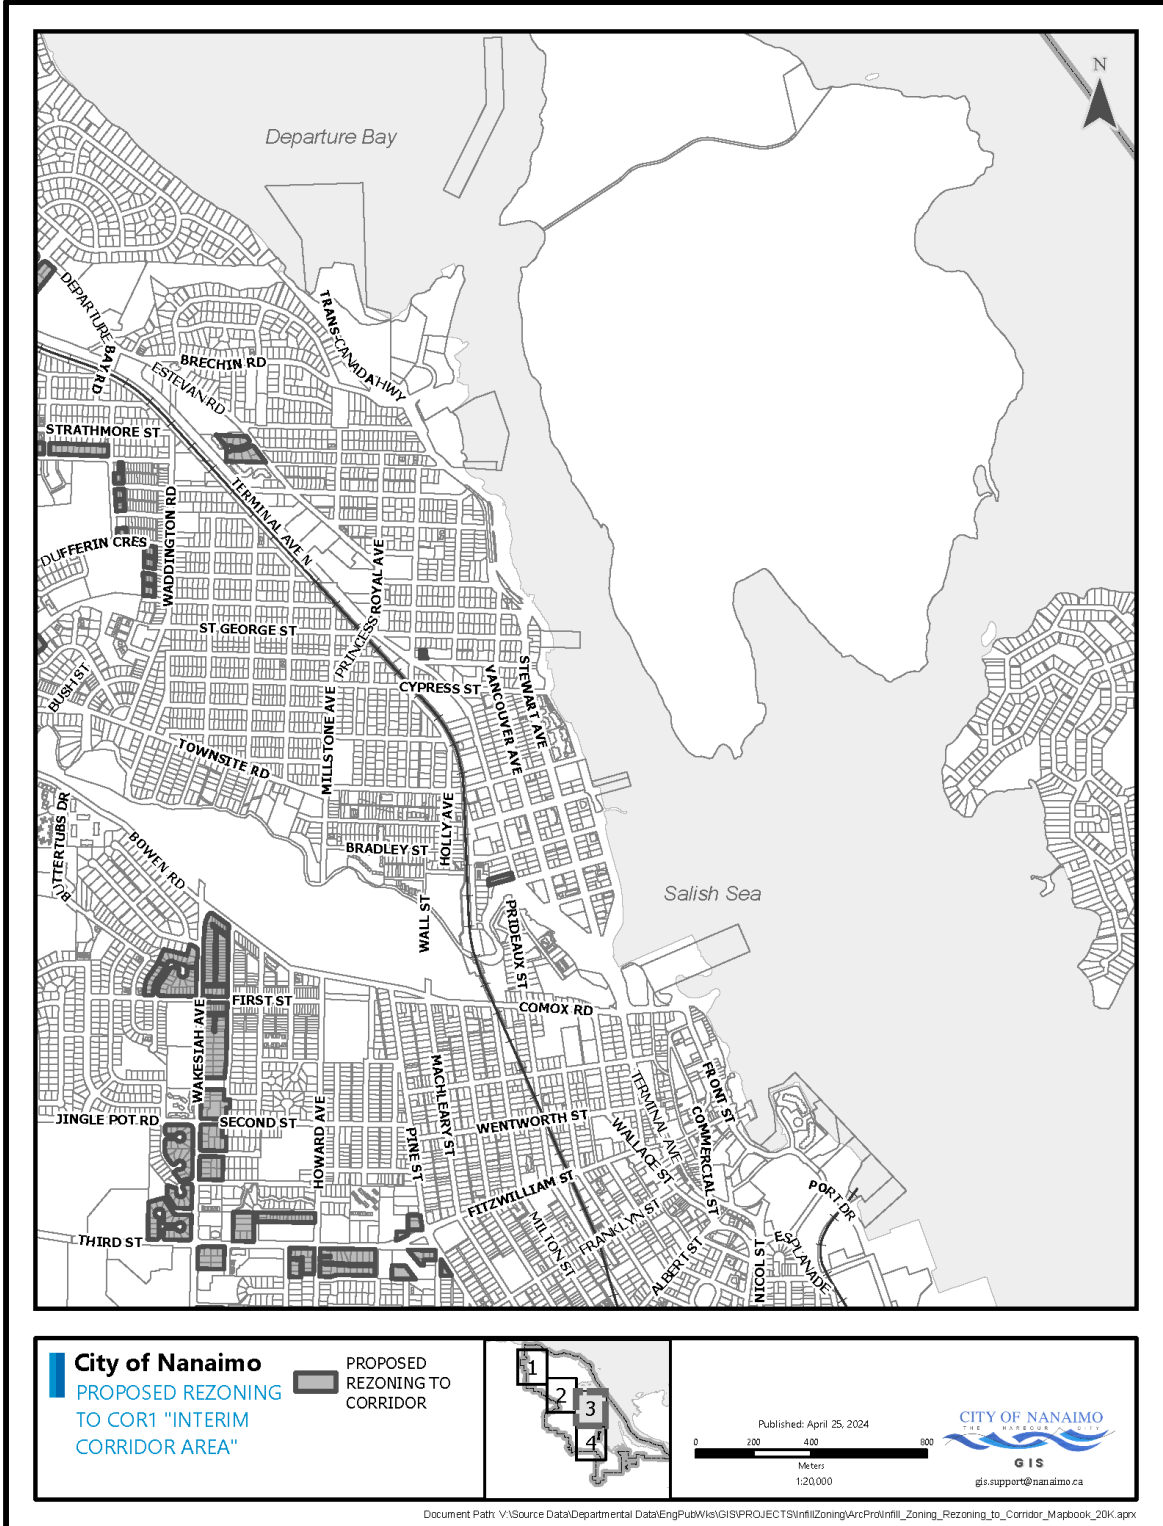 N
Departure Bay
DEPARTURE BAY RD
TRANS-CANADA HWY
BRECHIN RD
ESTEVAN RD
STRATHMORE ST
TERMINAL AVE N
WADDINGTON RD
DUFFERIN CRES
PRINCESS ROYAL AVE
ST GEORGE ST
BUSH ST
CYPRESS ST
VANCOUVER AVE
STEWART AVE
MILLSTONE AVE
TOWNSITE RD
HOLLY AVE
BUTTERTUBS DR
BOWEN RD
BRADLEY ST
Salish Sea
WALL ST
PRIDEAUX ST
FIRST ST
COMOX RD
WAKESIAH AVE
MACHLEARY ST
FRONT ST
TERMINAL AVE
COMMERCIAL ST
JINGLE POT RD
SECOND ST
HOWARD AVE
PINE ST
WENTWORTH ST
WALLACE ST
FITZWILLIAM ST
PORT DR
THIRD ST
MILTON ST
FRANKLYN ST
ALBERT ST
NICOL ST
ESPLANADE
City of Nanaimo
PROPOSED REZONING
TO COR1 "INTERIM
CORRIDOR AREA"
PROPOSED
REZONING TO
CORRIDOR
1
2
3
4
Published: April 25, 2024
0 200 400 800
Meters
1:20,000
CITY OF NANAIMO
THE HARBOUR CITY
GIS
gis.support@nanaimo.ca
Document Path: V:\Source Data\Departmental Data\EngPubWks\GIS\PROJECTS\InfillZoning\ArcPro\Infill_Zoning_Rezoning_to_Corridor_Mapbook_20K.aprx